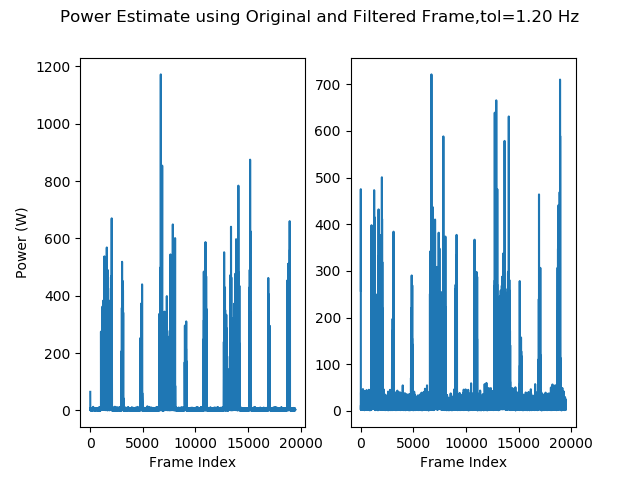 Power Estimate using Original and Filtered Frame,tol=1.20 Hz
1200
1000
800
600
400
200
0
Power (W)
0 5000 10000 15000 20000
Frame Index
700
600
500
400
300
200
100
0
0 5000 10000 15000 20000
Frame Index